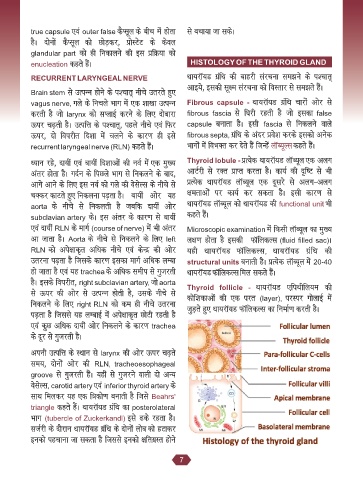 true capsule एवं outer false कैप्सूल के बीच में होता
है। दोनों कैप्सूल को छोड़कर, प्रोस्टेट के केवल
glandular part को ही निकालने की इस प्रक्रिया को
enucleation कहते हैं।
RECURRENT LARYNGEAL NERVE
Brain stem से उत्पन्न होने के पश्चात् नीचे उतरते हुए
vagus nerve, गले के निचले भाग में एक शाखा उत्पन्न
करती है जो larynx को सप्लाई करने के लिए दोबारा
ऊपर चढ़ती है। उत्पत्ति के पश्चात्, पहले नीचे एवं फिर
ऊपर, दो विपरीत दिशा में चलने के कारण ही इसे
recurrent laryngeal nerve (RLN) कहते हैं।
ध्यान रहे, दायीं एवं बायीं दिशाओं की नर्व में एक मुख्य
अंतर होता है। गर्दन के पिछले भाग से निकलने के बाद,
आगे आने के लिए इस नर्व को गले की वेसेल्स के नीचे से
चक्कर काटते हुए निकलना पड़ता है। बायीं ओर यह
aorta के नीचे से निकलती है जबकि दायीं ओर
subclavian artery के। इस अंतर के कारण से बायीं
एवं दायीं RLN के मार्ग (course of nerve) में भी अंतर
आ जाता है। Aorta के नीचे से निकलने के लिए left
RLN को अपेक्षाकृत अधिक नीचे एवं केन्द्र की ओर
उतरना पड़ता है जिसके कारण इसका मार्ग अधिक लम्बा
हो जाता है एवं यह trachea के अधिक समीप से गुजरती
है। इसके विपरीत, right subclavian artery, जो aorta
से ऊपर की ओर से उत्पन्न होती है, उसके नीचे से
निकलने के लिए right RLN को कम ही नीचे उतरना
पड़ता है जिससे यह लम्बाई में अपेक्षाकृत छोटी रहती है
एवं कुछ अधिक दायी ओर निकलने के कारण trachea
के दूर से गुजरती है।
अपनी उत्पत्ति के स्थान से larynx की ओर ऊपर चढ़ते
समय, दोनों ओर की RLN, tracheoesophageal
groove से गुजरती हैं। यहीं से गुजरने वाली दो अन्य
वेसेल्स, carotid artery एवं inferior thyroid artery के
साथ मिलकर यह एक त्रिकोण बनाती है जिसे Beahrs'
triangle कहते हैं। थायरॉयड ग्रंथि का posterolateral
भाग (tubercle of Zuckerkandl) इसे ढके रहता है।
सर्जरी के दौरान थायरॉयड ग्रंथि के दोनों लोब को हटाकर
इनको पहचाना जा सकता है जिससे इनको क्षतिग्रस्त होने
से बचाया जा सके।
HISTOLOGY OF THE THYROID GLAND
थायरॉयड ग्रंथि की बाहरी संरचना समझने के पश्चात्
आइये, इसकी सूक्ष्म संरचना को विस्तार से समझते हैं।
Fibrous capsule - थायरॉयड ग्रंथि चारों ओर से
fibrous fascia से घिरी रहती है जो इसका false
capsule बनाता है। इसी fascia से निकलने वाले
fibrous septa, ग्रंथि के अंदर प्रवेश करके इसको अनेक
भागों में विभक्त कर देते हैं जिन्हें लॉब्यूल्स कहते हैं।
Thyroid lobule - प्रत्येक थायरॉयड लॉब्यूल एक अलग
आर्टरी से रक्त प्राप्त करता है। कार्य की दृष्टि से भी
प्रत्येक थायरॉयड लॉब्यूल एक दूसरे से अलग-अलग
क्षमताओं पर कार्य कर सकता है। इसी कारण से
थायरॉयड लॉब्यूल को थायरॉयड की functional unit भी
कहते हैं।
Microscopic examination में किसी लॉब्यूल का मुख्य
लक्षण होता है इसकी फॉलिकल्स (fluid filled sac)।
यही थायरॉयड फॉलिकल्स, थायरॉयड ग्रंथि की
structural units बनाती है। प्रत्येक लॉब्यूल में 20-40
थायरॉयड फॉलिकल्स मिल सकते हैं।
Thyroid follicle - थायरॉयड एपिथीलियम की
कोशिकाओं की एक परत (layer), परस्पर गोलाई में
जुड़ते हुए थायरॉयड फॉलिकल्स का निर्माण करती है।
Follicular lumen
Thyroid follicle
Para-follicular C-cells
Inter-follicular stroma
Follicular villi
Apical membrane
Follicular cell
Basolateral membrane
Histology of the thyroid gland
7